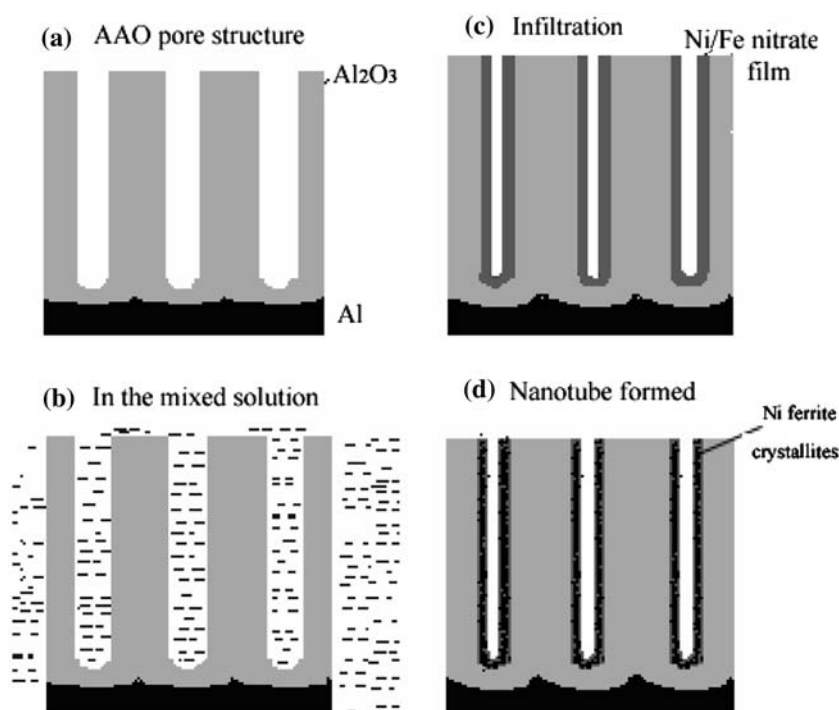 (a) AAO pore structure
Al2O3
Al
(b) In the mixed solution
(c) Infiltration
Ni/Fe nitrate
film
(d) Nanotube formed
Ni ferrite
crystallites